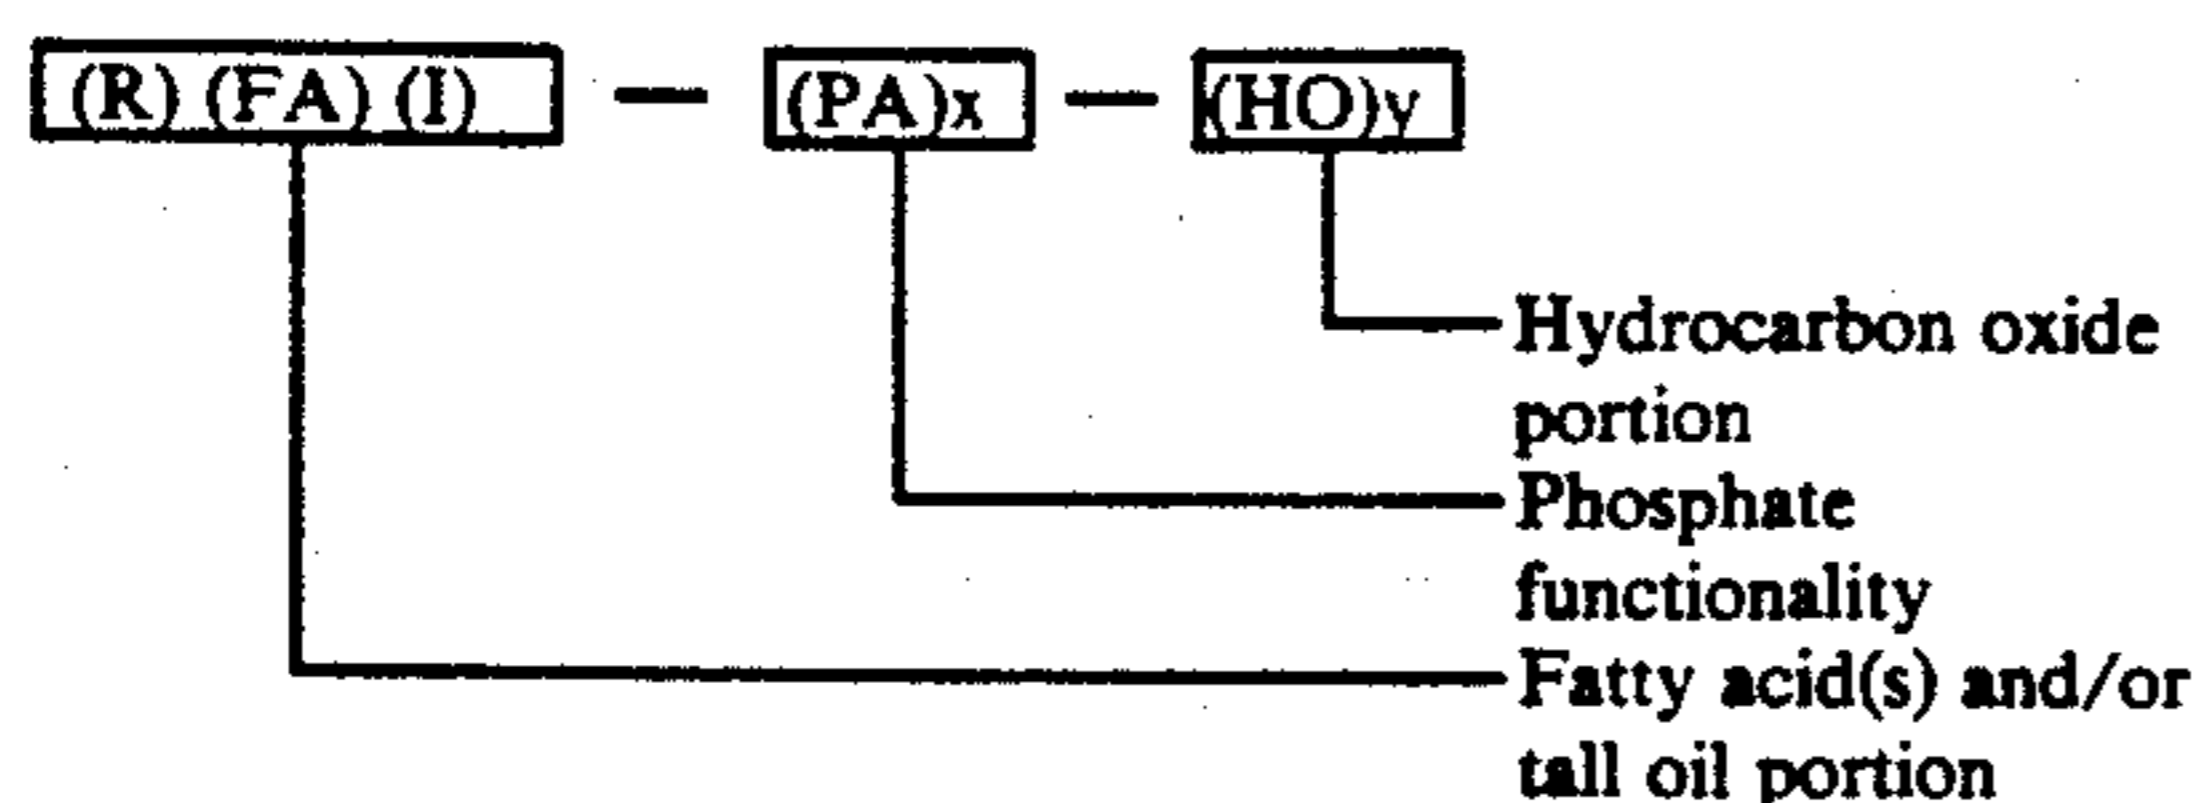 (R) (FA) (I) — (PA)x — (HO)y
Hydrocarbon oxide
portion
Phosphate
functionality
Fatty acid(s) and/or
tall oil portion